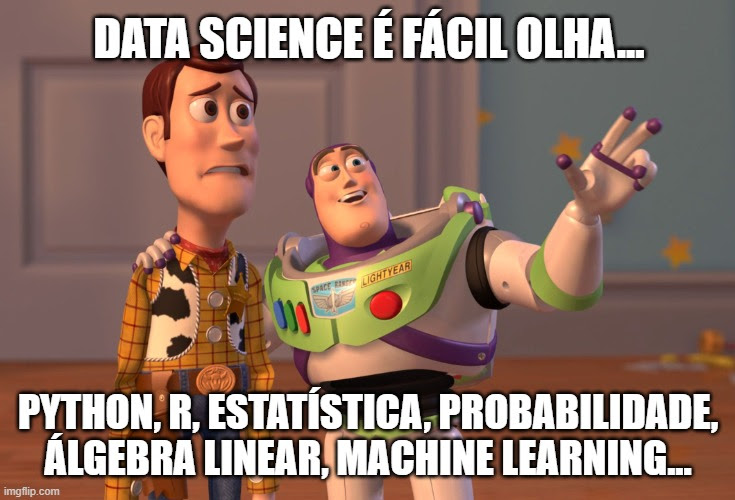 DATA SCIENCE É FÁCIL OLHA...
SPACE RANGER
LIGHTYEAR
PYTHON, R, ESTATÍSTICA, PROBABILIDADE,
ÁLGEBRA LINEAR, MACHINE LEARNING...
imgflip.com